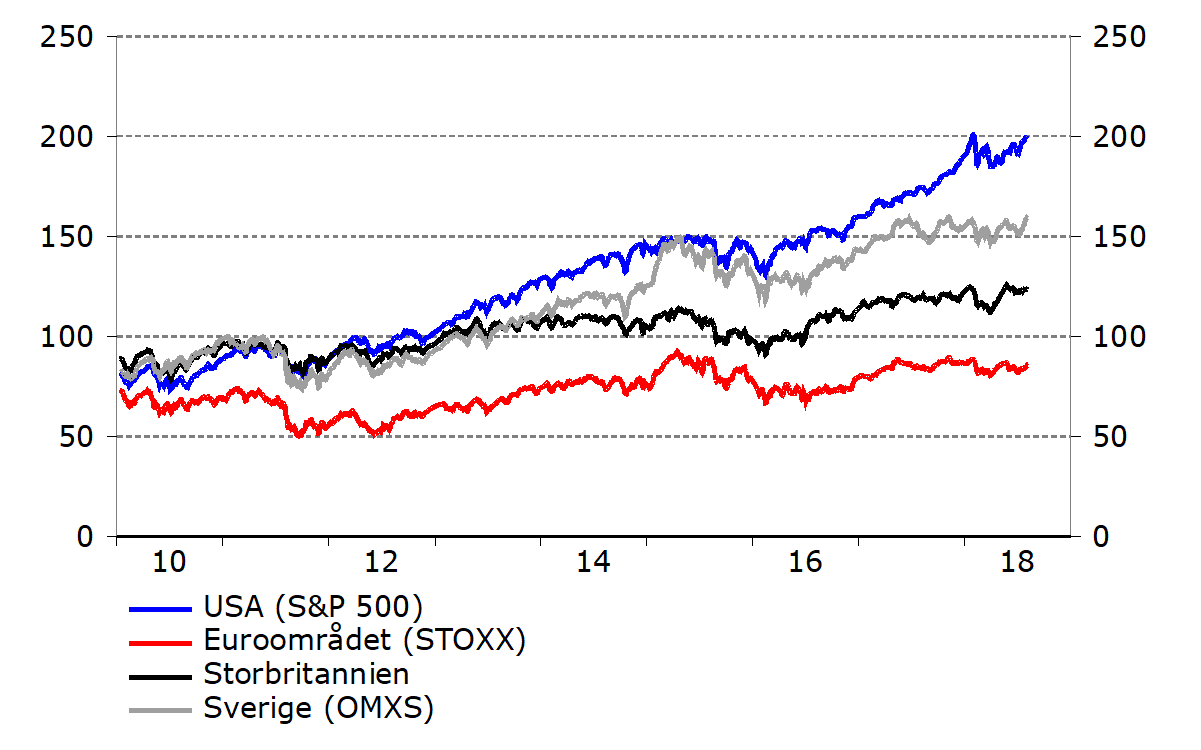 250 250
200 200
150 150
100 100
50 50
0 0
10 12 14 16 18
USA (S&P 500)
Euroområdet (STOXX)
Storbritannien
Sverige (OMXS)